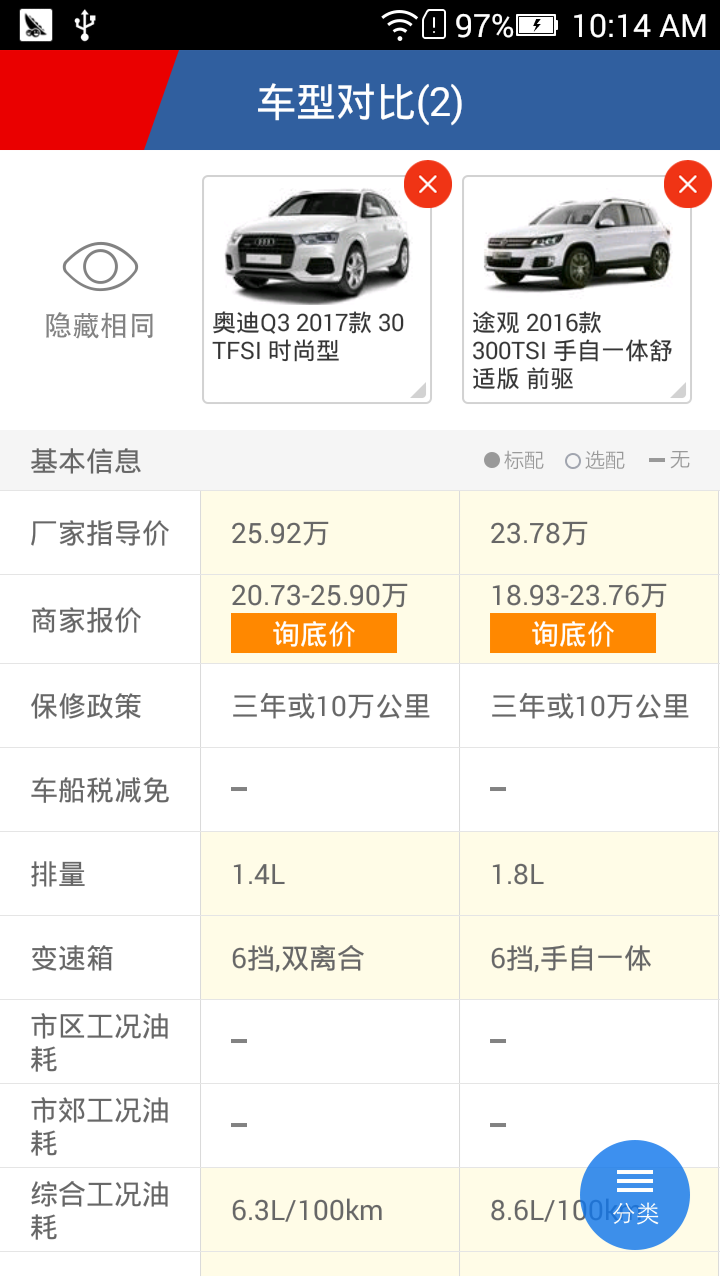 97% 10:14 AM
车型对比(2)
隐藏相同
奥迪Q3 2017款 30
TFSI 时尚型
途观 2016款
300TSI 手自一体舒
适版 前驱
基本信息 标配 选配 无
厂家指导价 25.92万 23.78万
商家报价 20.73-25.90万 18.93-23.76万
询底价 询底价
保修政策 三年或10万公里 三年或10万公里
车船税减免 - -
排量 1.4L 1.8L
变速箱 6挡,双离合 6挡,手自一体
市区工况油
耗 - -
市郊工况油
耗 - -
综合工况油
耗 6.3L/100km 8.6L/100k
分类